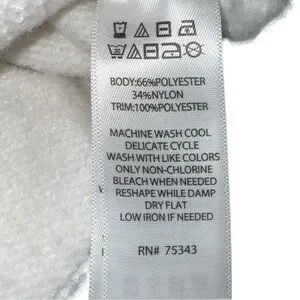 BODY:66%POLYESTER
34%NYLON
TRIM:100%POLYESTER
MACHINE WASH COOL
DELICATE CYCLE
WASH WITH LIKE COLORS
ONLY NON-CHLORINE
BLEACH WHEN NEEDED
RESHAPE WHILE DAMP
DRY FLAT
LOW IRON IF NEEDED
RN# 75343